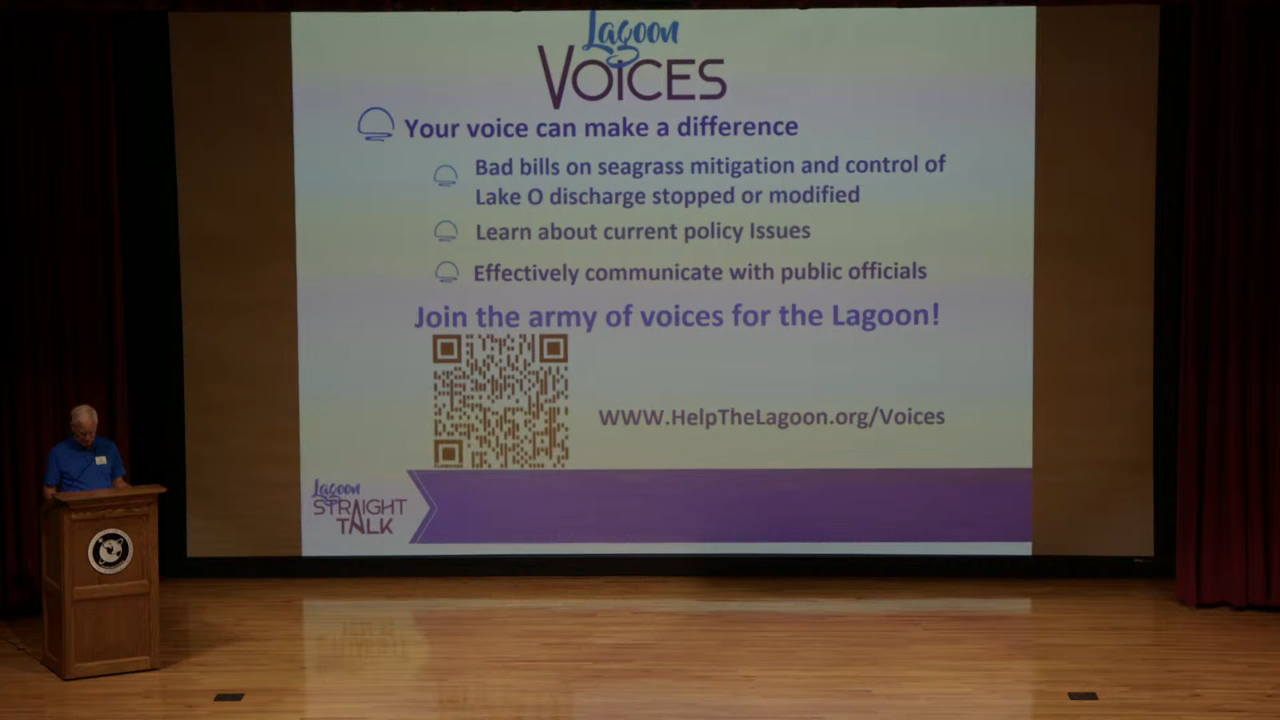 Lagoon
VOICES
Your voice can make a difference
Bad bills on seagrass mitigation and control of
Lake O discharge stopped or modified
Learn about current policy Issues
Effectively communicate with public officials
Join the army of voices for the Lagoon!
WWW.HelpTheLagoon.org/Voices
Lagoon
STRAIGHT
TALK